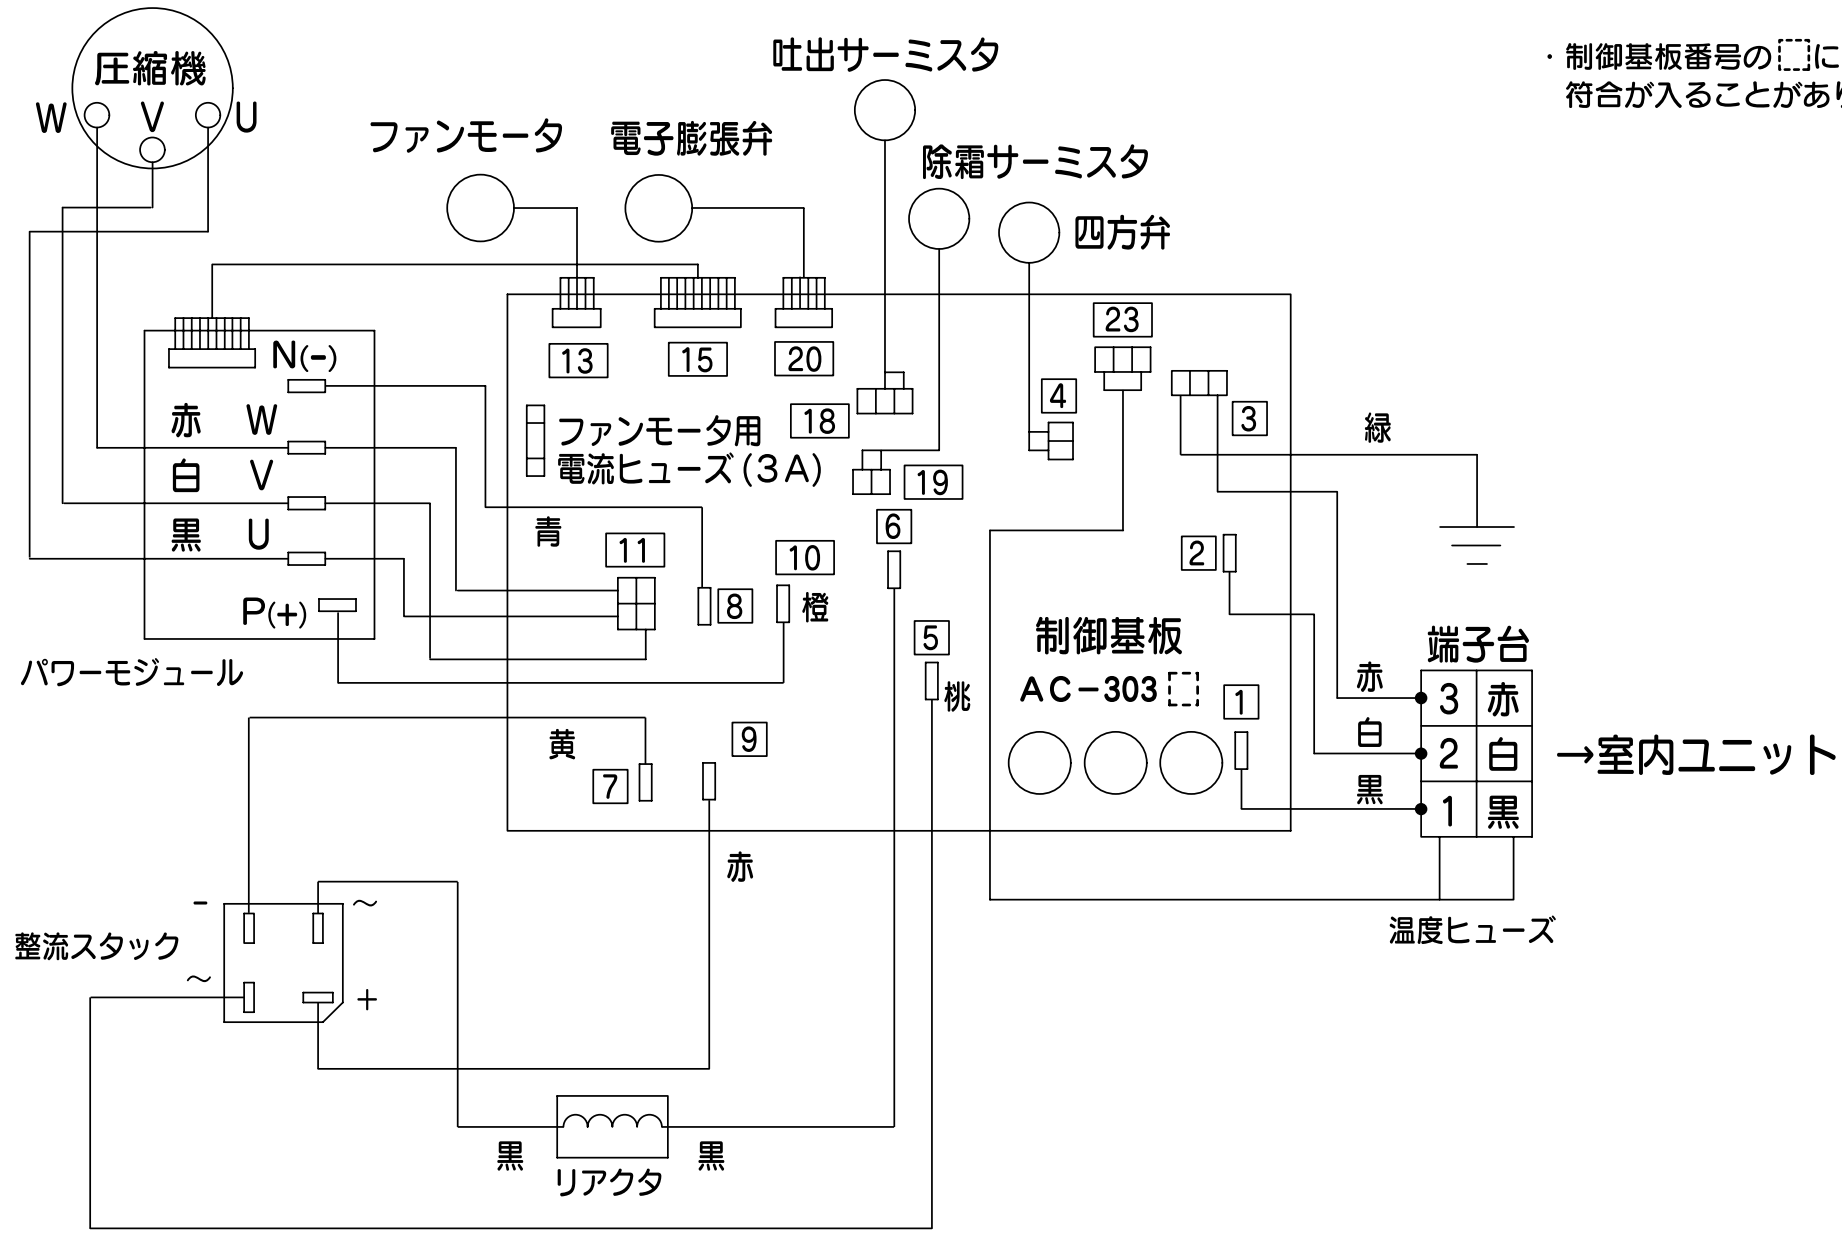 圧縮機
W V U
ファンモータ
電子膨張弁
吐出サーミスタ
除霜サーミスタ
四方弁
・制御基板番号の に
符合が入ることがあり
13
15
20
23
18
4
3
19
緑
N(-)
赤 W
白 V
黒 U
P(+)
パワーモジュール
ファンモータ用
電流ヒューズ(3A)
青
11
10
6
8
橙
2
5
桃
制御基板
AC-303
1
端子台
赤
3 赤
白
2 白
→室内ユニット
黒
1 黒
温度ヒューズ
黄
7
9
赤
- ~
整流スタック
~ +
黒
リアクタ
黒